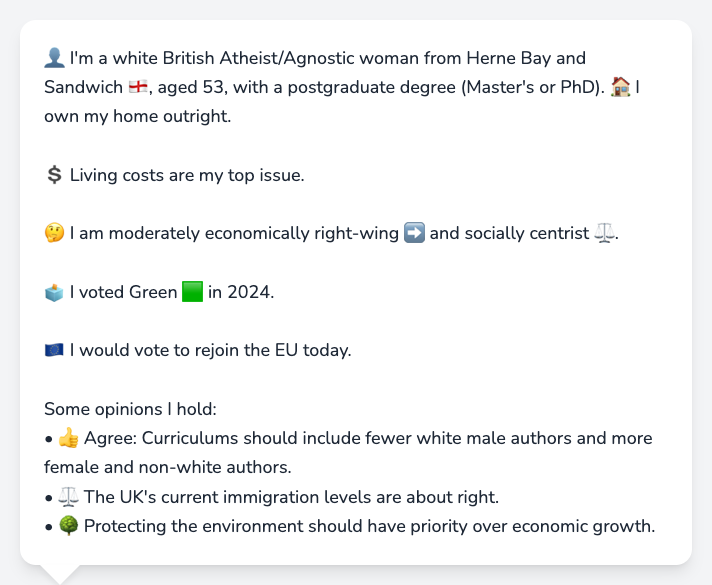 👤 I'm a white British Atheist/Agnostic woman from Herne Bay and
Sandwich 🏴󠁧󠁢󠁥󠁮󠁧󠁿, aged 53, with a postgraduate degree (Master's or PhD). 🏠 I
own my home outright.
💲 Living costs are my top issue.
🤔 I am moderately economically right-wing ➡️ and socially centrist ⚖️.
🗳️ I voted Green 🟩 in 2024.
🇪🇺 I would vote to rejoin the EU today.
Some opinions I hold:
• 👍 Agree: Curriculums should include fewer white male authors and more
female and non-white authors.
• ⚖️ The UK's current immigration levels are about right.
• 🌳 Protecting the environment should have priority over economic growth.